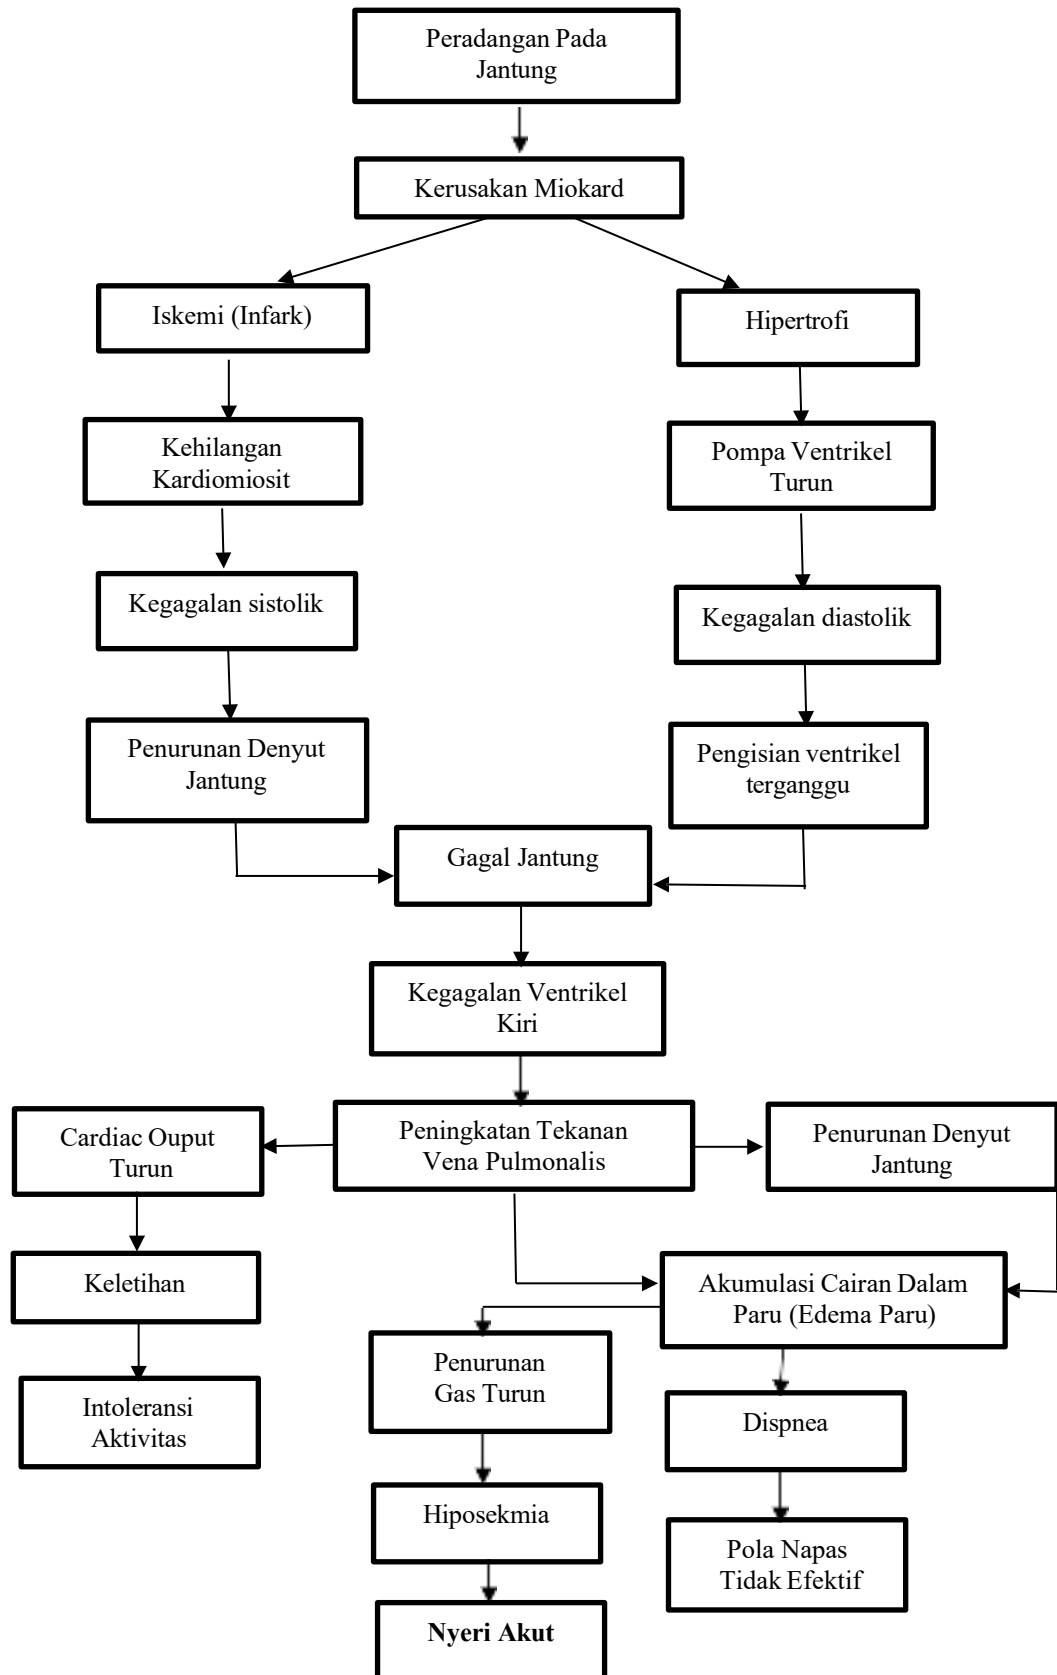 Peradangan Pada
Jantung
Kerusakan Miokard
Iskemi (Infark)
Hipertrofi
Kehilangan
Kardiomiosit
Pompa Ventrikel
Turun
Kegagalan sistolik
Kegagalan diastolik
Penurunan Denyut
Jantung
Pengisian ventrikel
terganggu
Gagal Jantung
Kegagalan Ventrikel
Kiri
Cardiac Ouput
Turun
Peningkatan Tekanan
Vena Pulmonalis
Penurunan Denyut
Jantung
Keletihan
Akumulasi Cairan Dalam
Paru (Edema Paru)
Intoleransi
Aktivitas
Penurunan
Gas Turun
Dispnea
Hiposekmia
Pola Napas
Tidak Efektif
Nyeri Akut